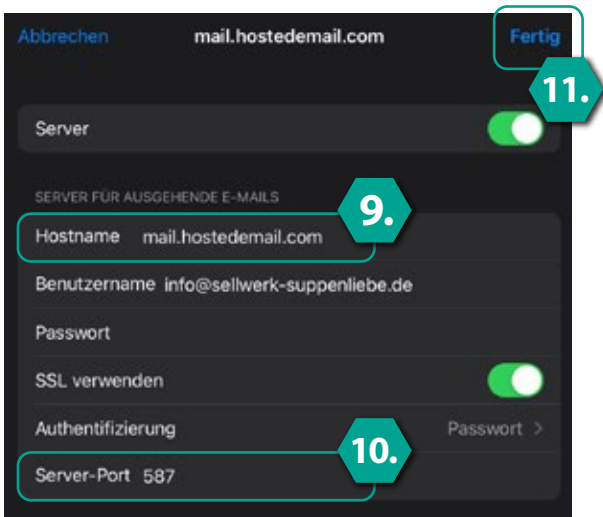 Abbrechen mail.hostedemail.com Fertig
11.
Server
SERVER FÜR AUSGEHENDE E-MAILS
9.
Hostname mail.hostedemail.com
Benutzername info@sellwerk-suppenliebe.de
Passwort
SSL verwenden
Authentifizierung Passwort >
10.
Server-Port 587